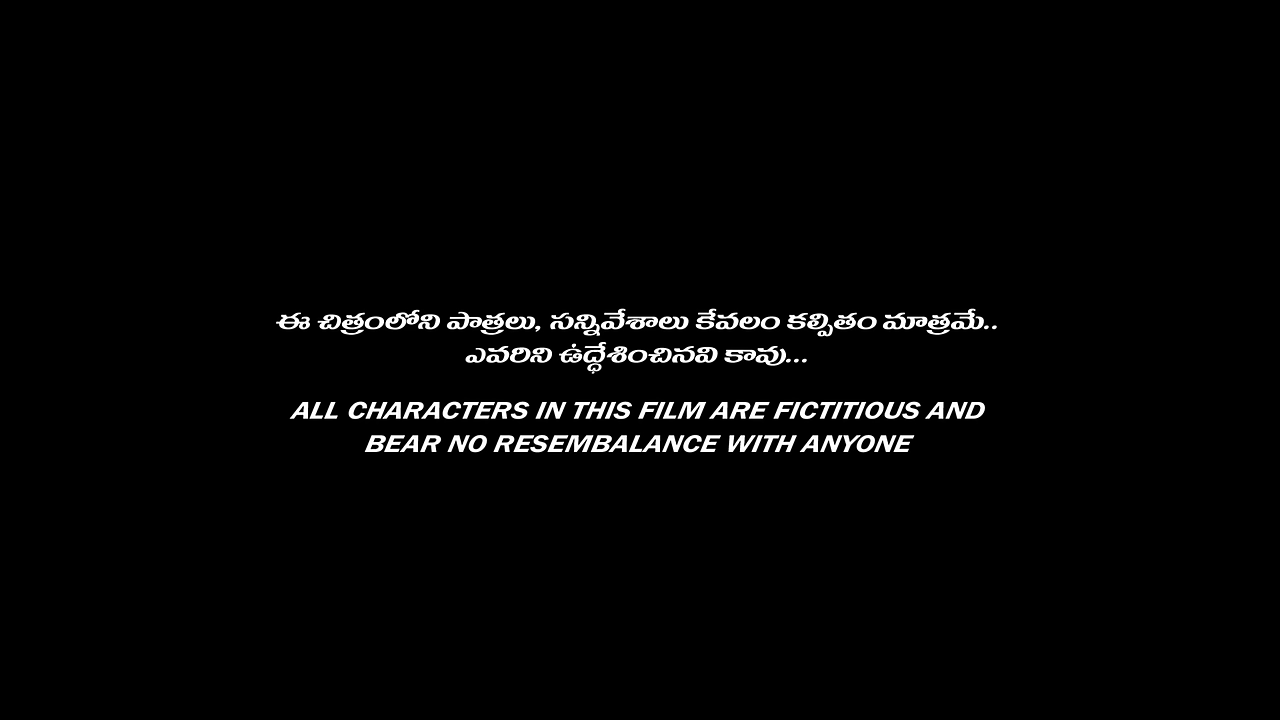 ఈ చిత్రంలోని పాత్రలు, సన్నివేశాలు కేవలం కల్పితం మాత్రమే..
ఎవరిని ఉద్ధేశించినవి కావు...
ALL CHARACTERS IN THIS FILM ARE FICTITIOUS AND
BEAR NO RESEMBALANCE WITH ANYONE